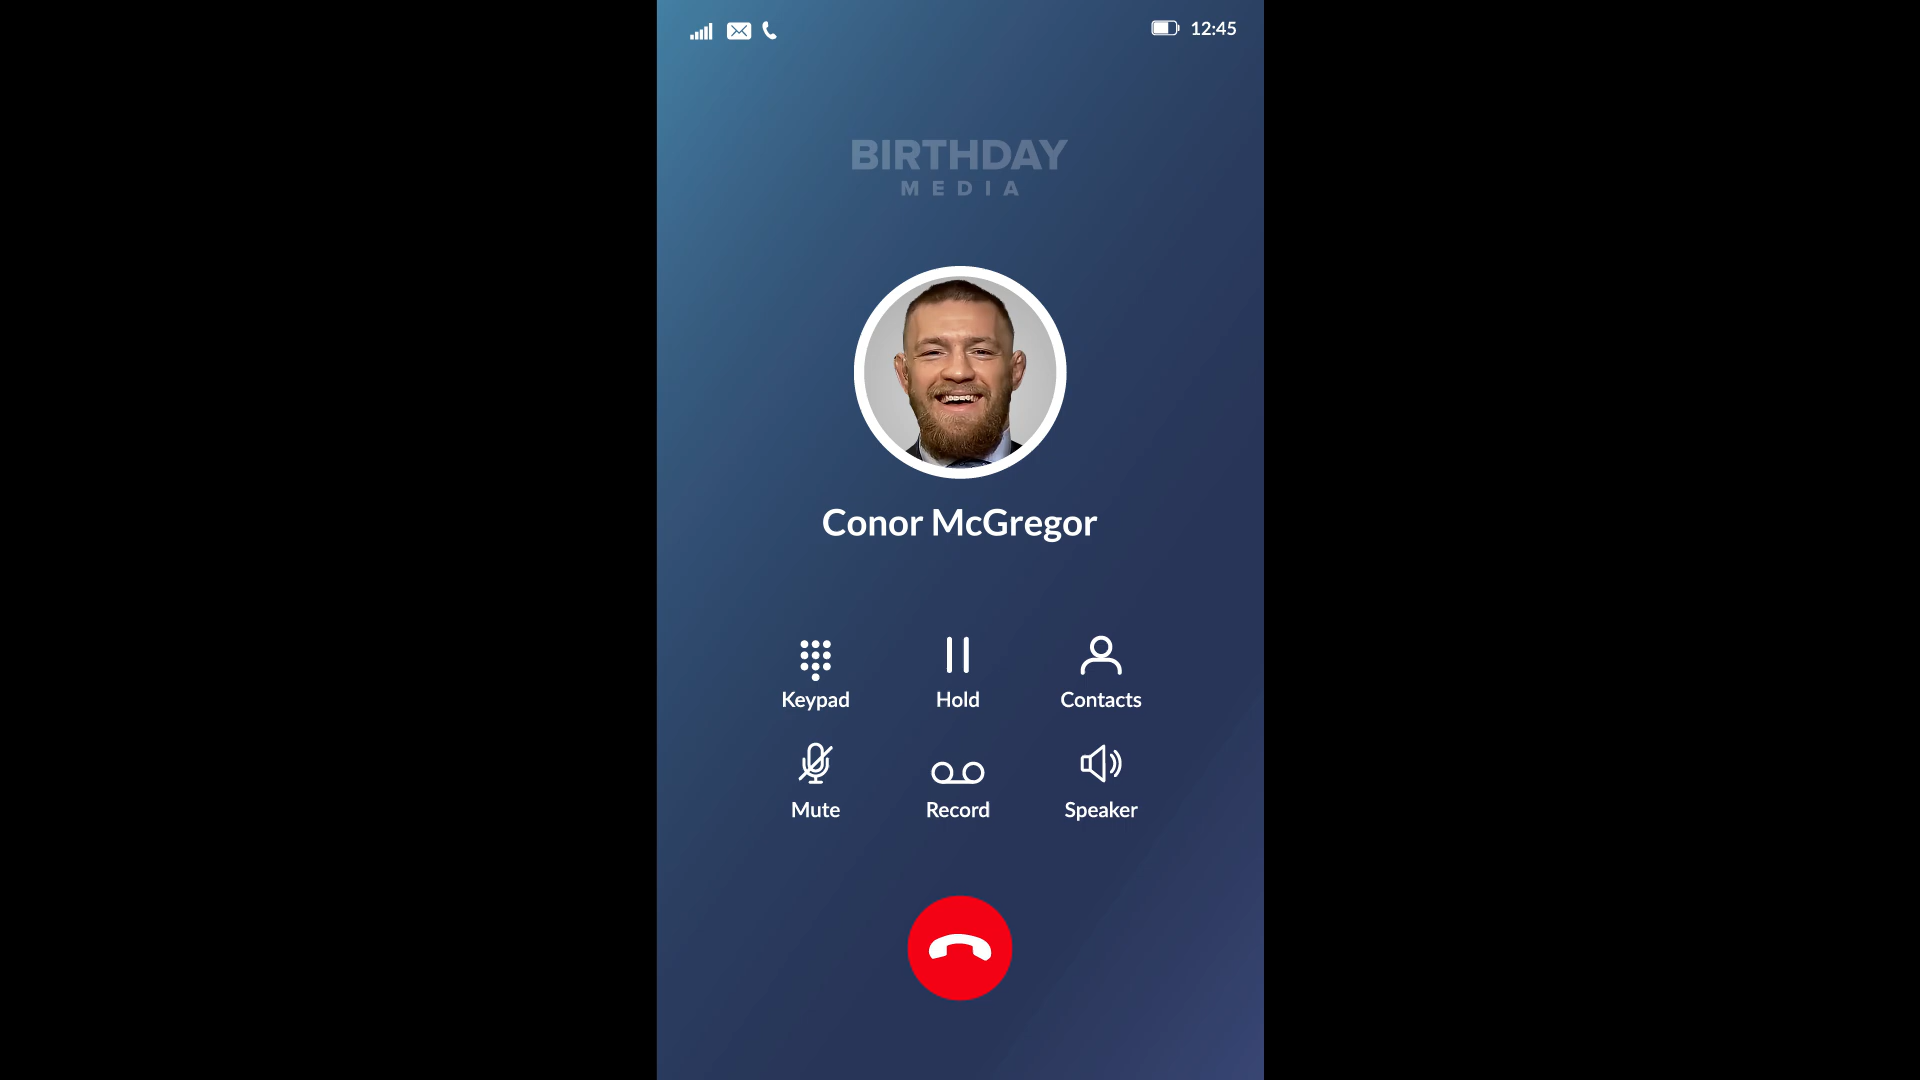 12:45
BIRTHDAY
MEDIA
Conor McGregor
Keypad
Hold
Contacts
Mute
Record
Speaker